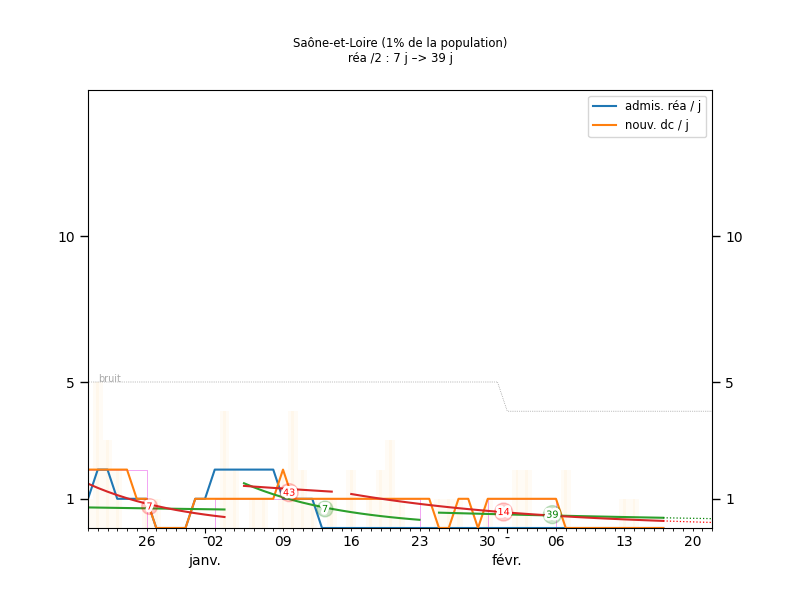 Saône-et-Loire (1% de la population)
réa /2 : 7 j –> 39 j
admis. réa / j
nouv. dc / j
10
10
bruit
5
5
1
1
7
43
7
14
39
26
02
09
16
23
30
06
13
20
janv.
févr.